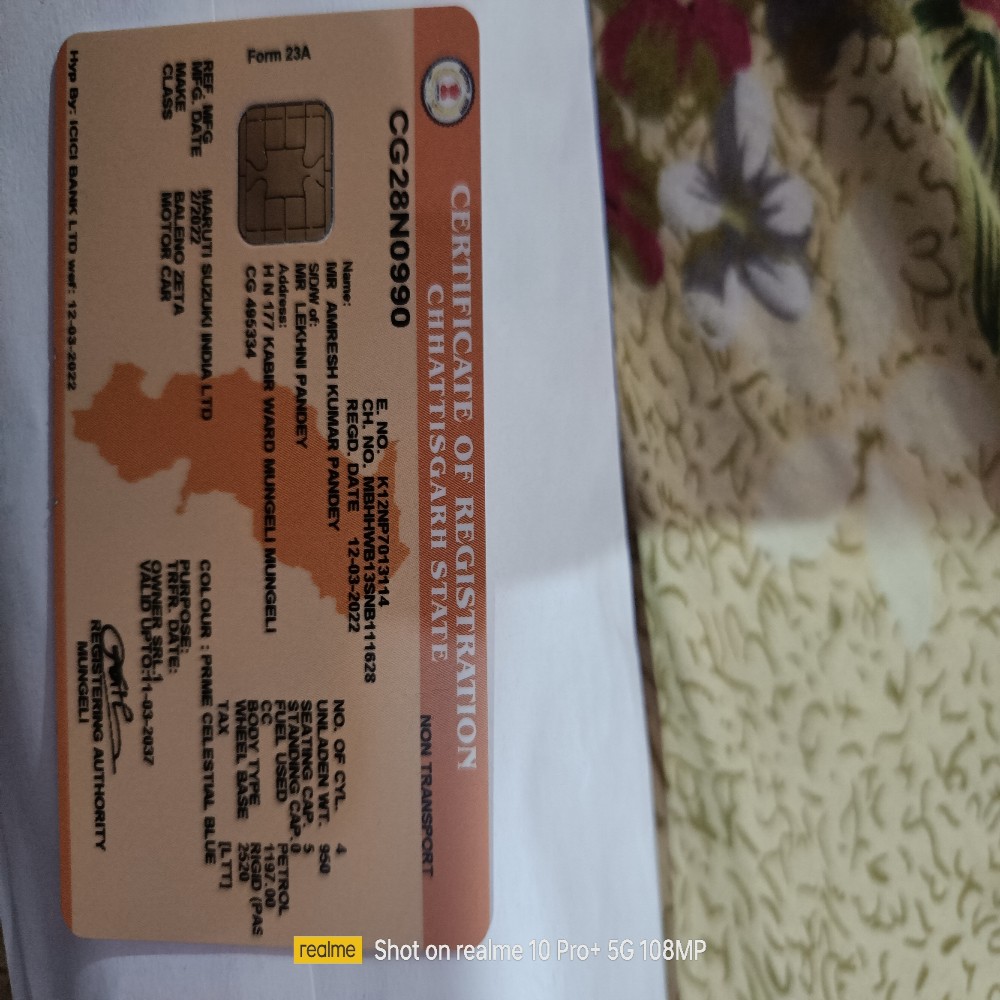 CERTIFICATE OF REGISTRATION
CHHATTISGARH STATE
NON TRANSPORT
Form 23A
CG28N0990
E. NO. K12NP7013114
CH. NO. MBHHWB13SNB111628
REGD. DATE 12-03-2022
Name:
MR AMRESH KUMAR PANDEY
S/D/W of:
MR LEKHNI PANDEY
Address:
H N 177 KABIR WARD MUNGELI MUNGELI
CG 495334
NO. OF CYL. 4
UNLADEN WT. 950
SEATING CAP. 5
STANDING CAP. 0
FUEL USED PETROL
CC 1197.00
BODY TYPE RIGID (PAS
WHEEL BASE 2520
TAX [LTT]
REF. MFG MARUTI SUZUKI INDIA LTD
MFG. DATE 2/2022
MAKE BALENO ZETA
CLASS MOTOR CAR
COLOUR : PRME CELESTIAL BLUE
PURPOSE:
TRFR. DATE:
OWNER SRL.1
VALID UPTO:11-03-2037
REGISTERING AUTHORITY
MUNGELI
Hyp By: ICICI BANK LTD wef: 12-03-2022
realme Shot on realme 10 Pro+ 5G 108MP